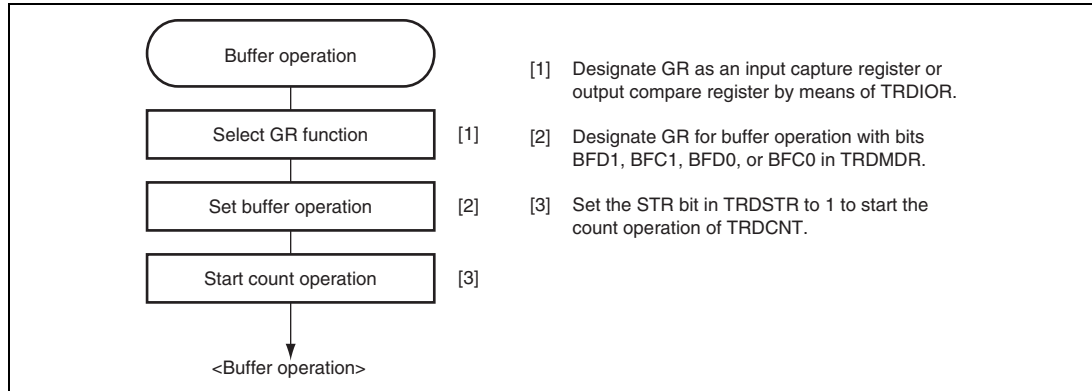 Buffer operation
Select GR function
[1]
Set buffer operation
[2]
Start count operation
[3]
<Buffer operation>
[1] Designate GR as an input capture register or
output compare register by means of TRDIOR.
[2] Designate GR for buffer operation with bits
BFD1, BFC1, BFD0, or BFC0 in TRDMDR.
[3] Set the STR bit in TRDSTR to 1 to start the
count operation of TRDCNT.